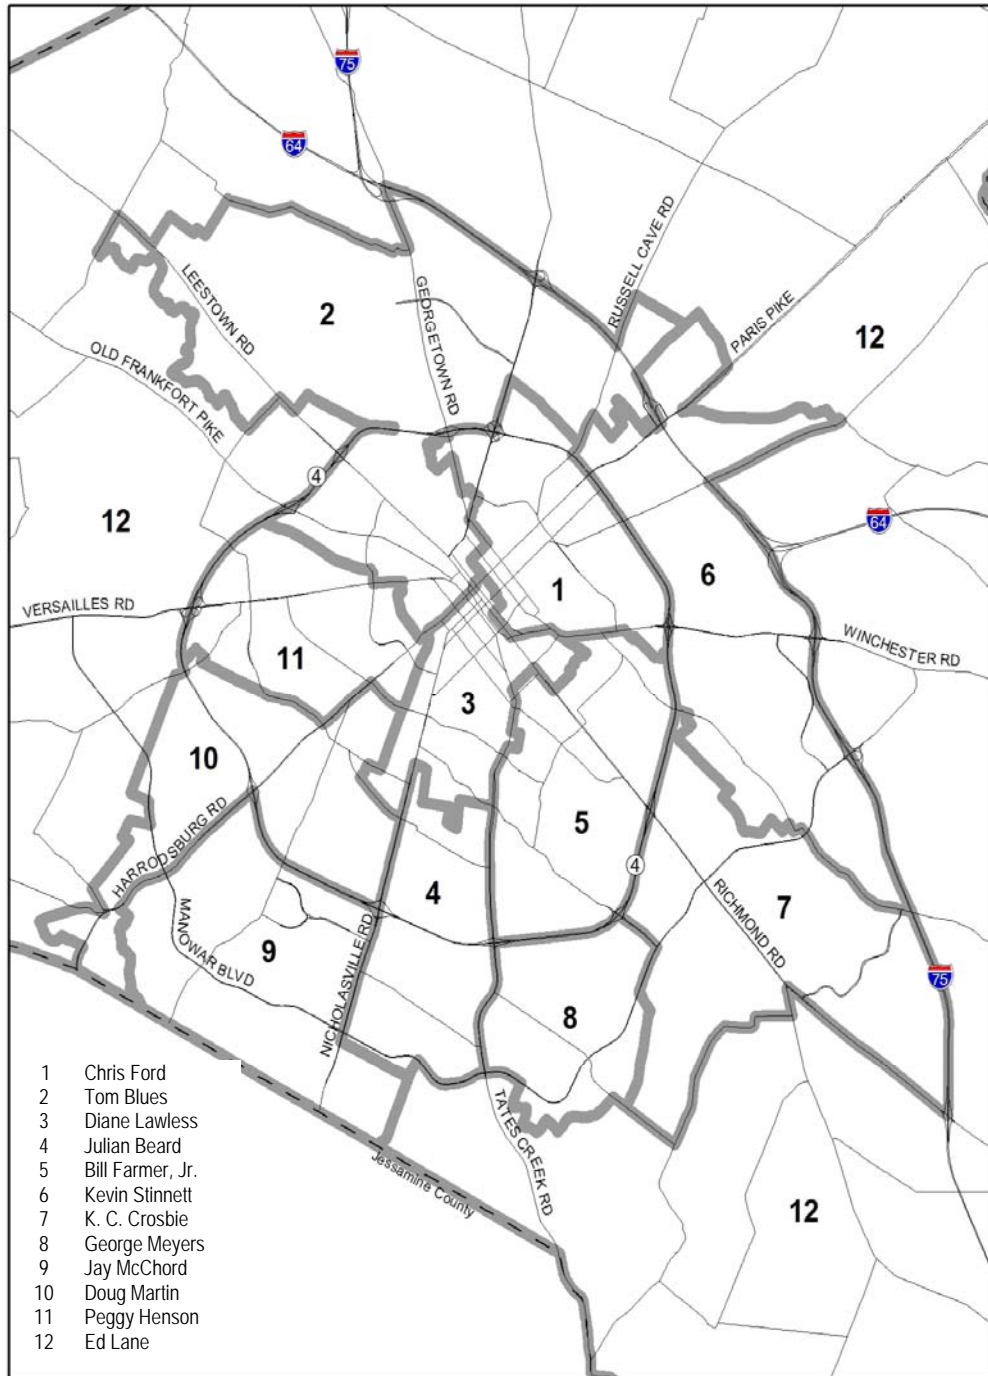 75
64
RUSSELL CAVE RD
LEESTOWN RD
GEORGETOWN RD
2
PARIS PIKE
12
OLD FRANKFORT PIKE
4
12
64
1
6
VERSAILLES RD
WINCHESTER RD
11
3
10
HARRODSBURG RD
5
4
4
7
RICHMOND RD
MAN O WAR BLVD
9
NICHOLASVILLE RD
75
8
TATES CREEK RD
Jessamine County
12
1 Chris Ford
2 Tom Blues
3 Diane Lawless
4 Julian Beard
5 Bill Farmer, Jr.
6 Kevin Stinnett
7 K. C. Crosbie
8 George Meyers
9 Jay McChord
10 Doug Martin
11 Peggy Henson
12 Ed Lane